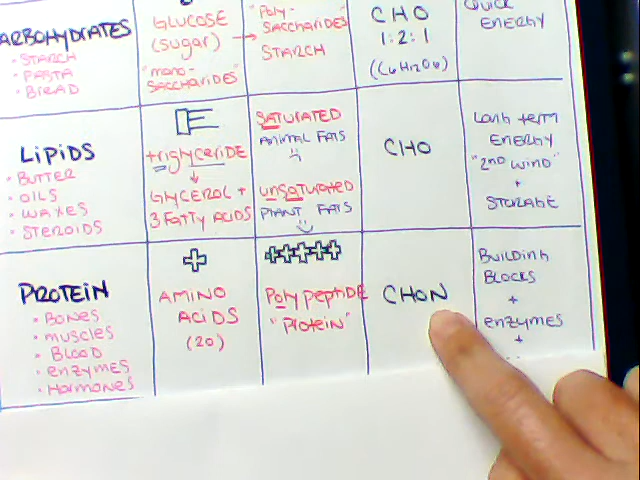 ARBOHYDRATES
• STARCH
• PASTA
• BREAD
GLUCOSE
(sugar) →
"mono-
SACCHARIDES"
"Poly-
SACCHARIDES
STARCH
CHO
1:2:1
(C6H12O6)
QUICK
ENERGY
LIPIDS
• BUTTER
• OILS
• WAXES
• STEROIDS
triglyceride
↓
GLYCEROL +
3 FATTY ACIDS
SATURATED
ANIMAL FATS
unsaturated
PLANT FATS
CHO
Long term
ENERGY
"2ND WIND"
+
STORAGE
PROTEIN
• BONES
• muscles
• BLOOD
• enzymes
• Hormones
AMINO
ACIDS
(20)
Polypeptide
"Protein"
CHON
Building
BLOCKS
+
enzymes
+